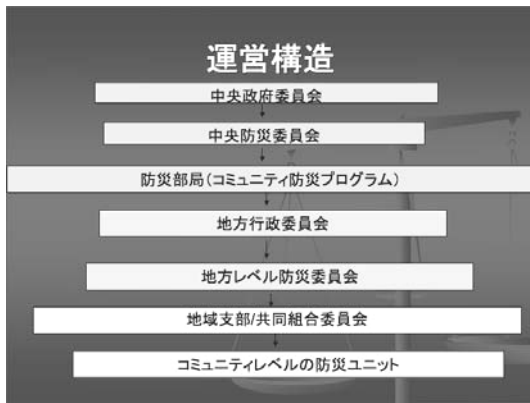 運営構造
中央政府委員会
中央防災委員会
防災部局(コミュニティ防災プログラム)
地方行政委員会
地方レベル防災委員会
地域支部/共同組合委員会
コミュニティレベルの防災ユニット